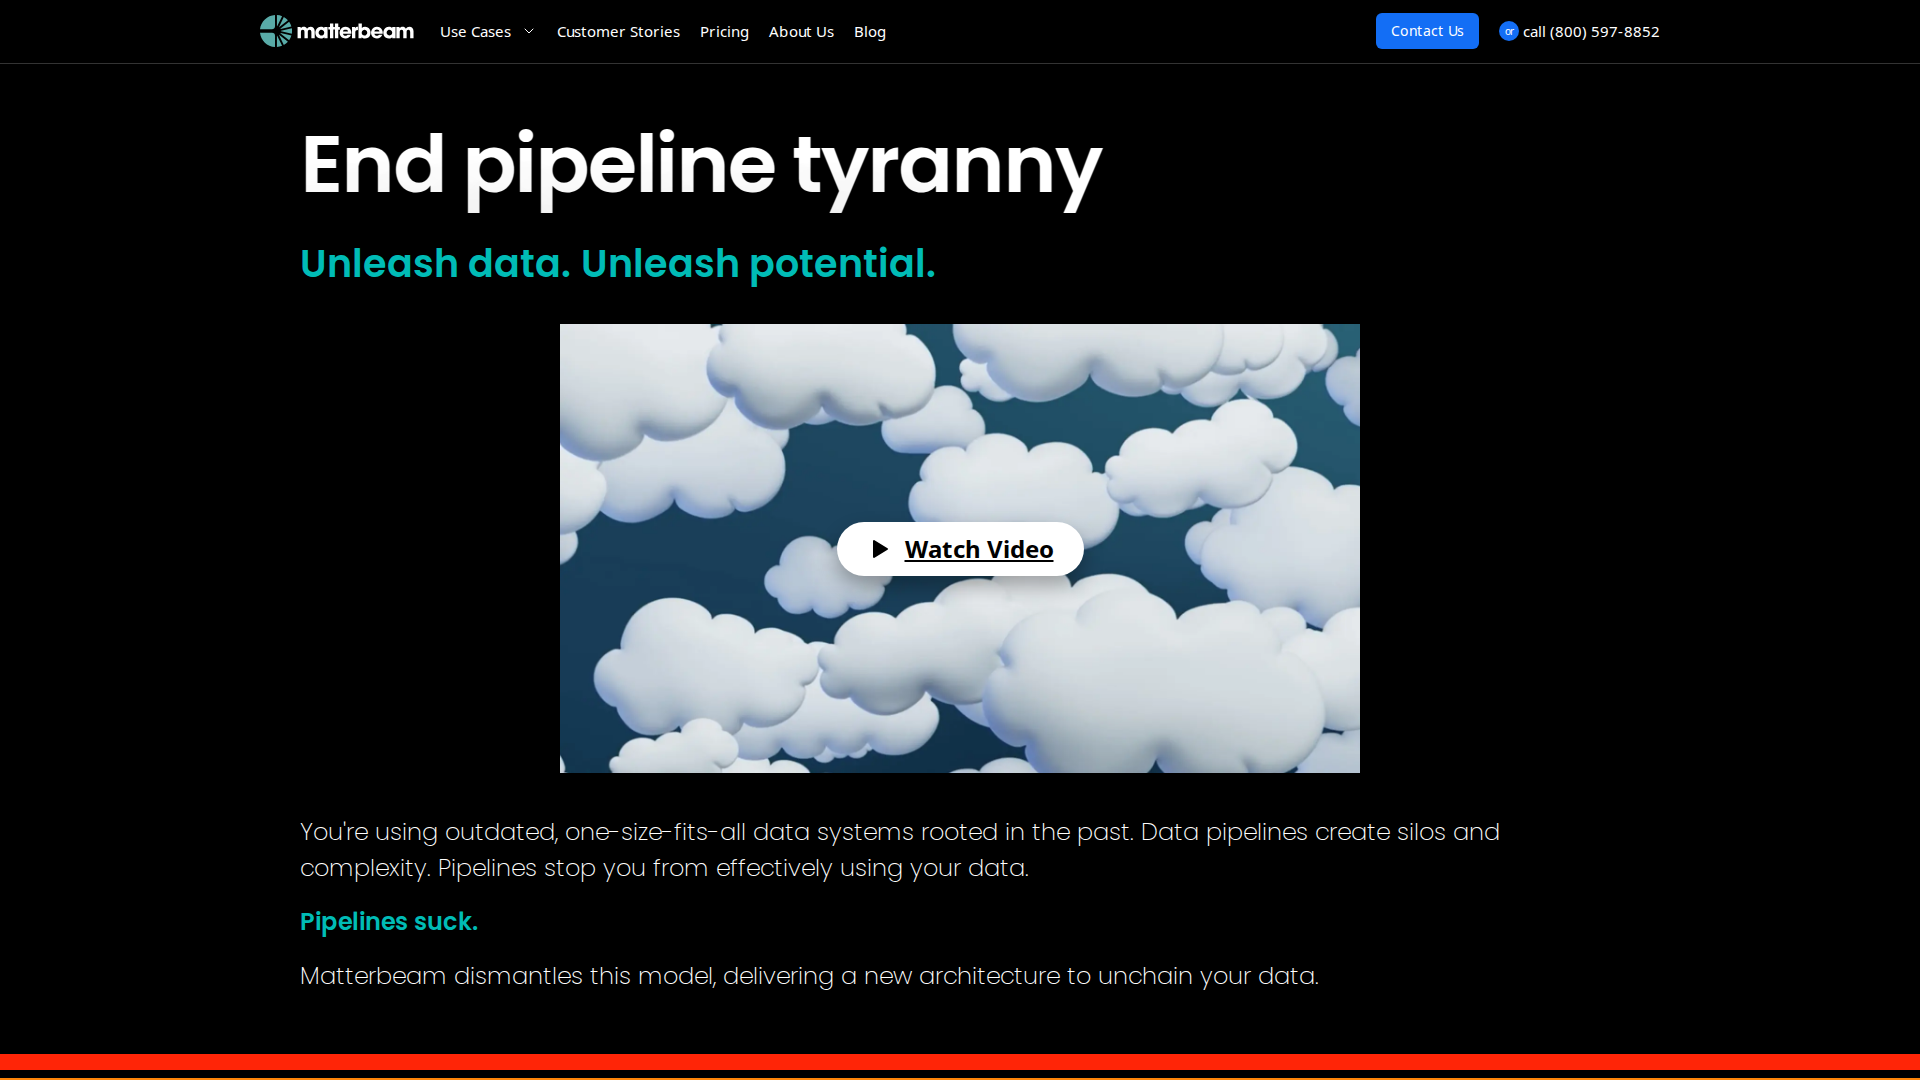 matterbeam
Use Cases
Customer Stories
Pricing
About Us
Blog
Contact Us
or call (800) 597-8852
End pipeline tyranny
Unleash data. Unleash potential.
Watch Video
You're using outdated, one-size-fits-all data systems rooted in the past. Data pipelines create silos and
complexity. Pipelines stop you from effectively using your data.
Pipelines suck.
Matterbeam dismantles this model, delivering a new architecture to unchain your data.